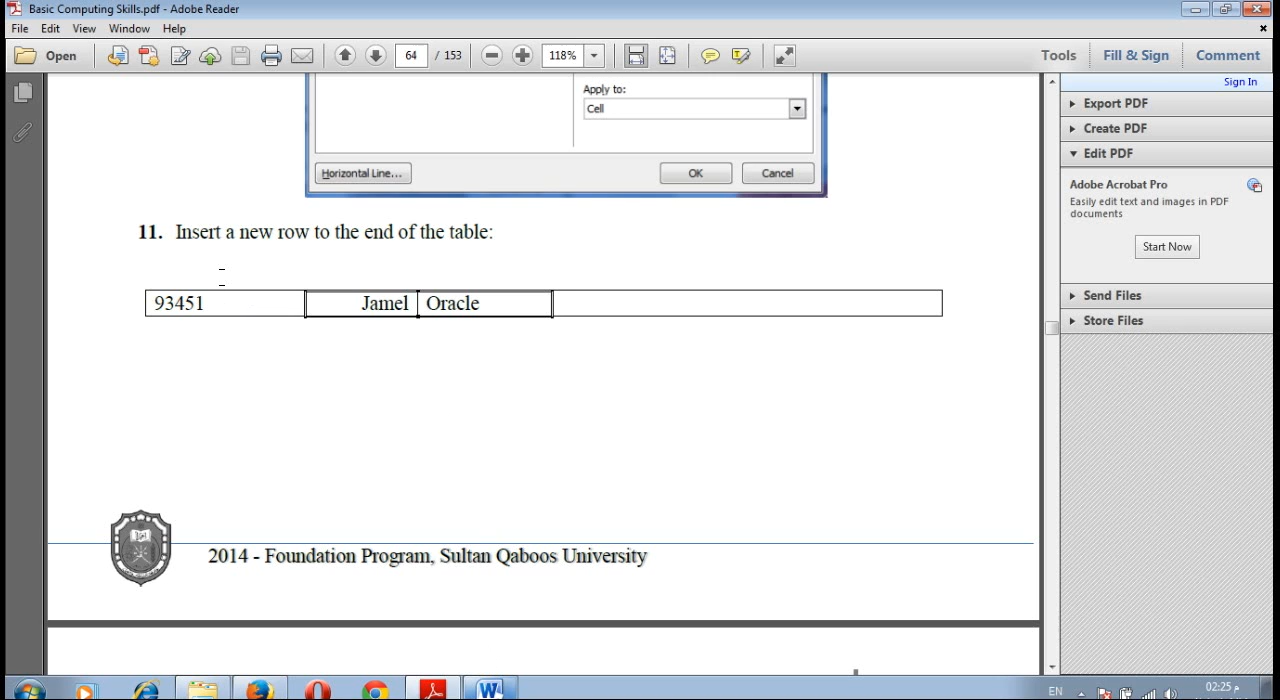 Basic Computing Skills.pdf - Adobe Reader
File Edit View Window Help
Open 64 / 153 118% Tools Fill & Sign Comment
Sign In
Export PDF
Create PDF
Edit PDF
Adobe Acrobat Pro
Easily edit text and images in PDF
documents
Start Now
Send Files
Store Files
Apply to:
Cell
Horizontal Line... OK Cancel
11. Insert a new row to the end of the table:
93451 Jamel Oracle
2014 - Foundation Program, Sultan Qaboos University
EN 02:25 م